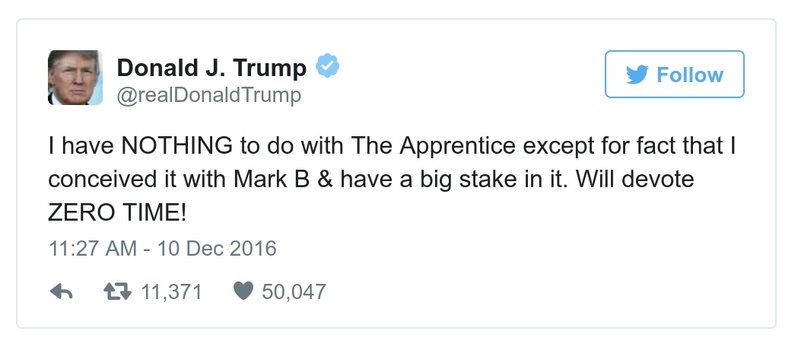 Donald J. Trump
Follow
@realDonaldTrump
I have NOTHING to do with The Apprentice except for fact that I
conceived it with Mark B & have a big stake in it. Will devote
ZERO TIME!
11:27 AM - 10 Dec 2016
11,371 50,047